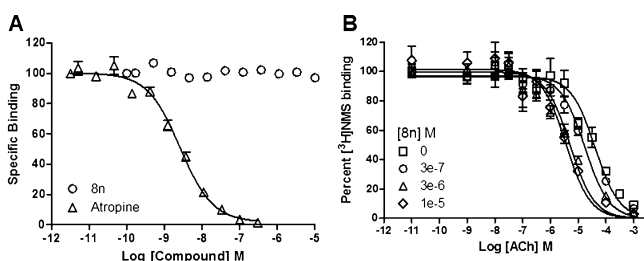 A
120
100
80
60
40
20
0
Specific Binding
8n
Atropine
-12 -11 -10 -9 -8 -7 -6 -5
Log [Compound] M
B
120
100
80
60
40
20
0
Percent [³H]NMS binding
[8n] M
0
3e-7
3e-6
1e-5
-12 -11 -10 -9 -8 -7 -6 -5 -4 -3
Log [ACh] M